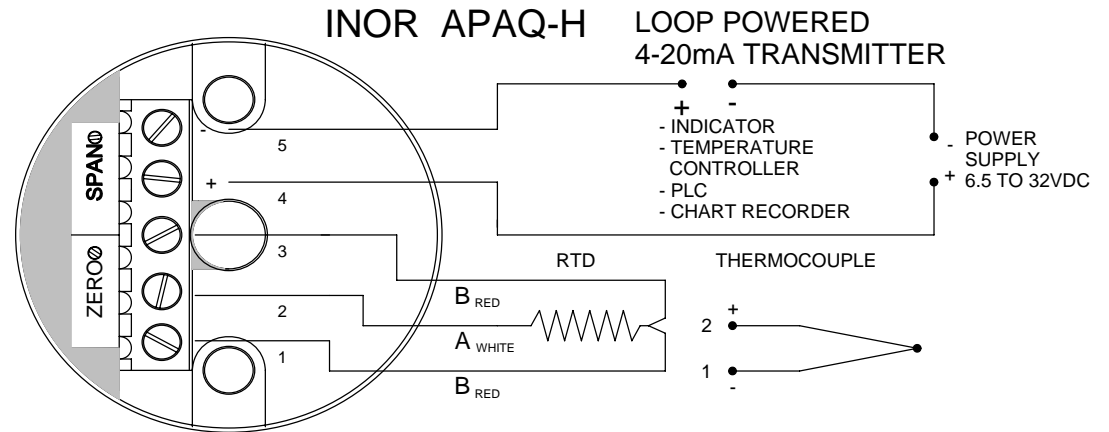 INOR APAQ-H
LOOP POWERED
4-20mA TRANSMITTER
+ -
- INDICATOR
- TEMPERATURE
CONTROLLER
- PLC
- CHART RECORDER
- POWER
SUPPLY
+ 6.5 TO 32VDC
SPAN
ZERO
- 5
+ 4
3
2
1
RTD
B RED
A WHITE
B RED
THERMOCOUPLE
2 +
1 -